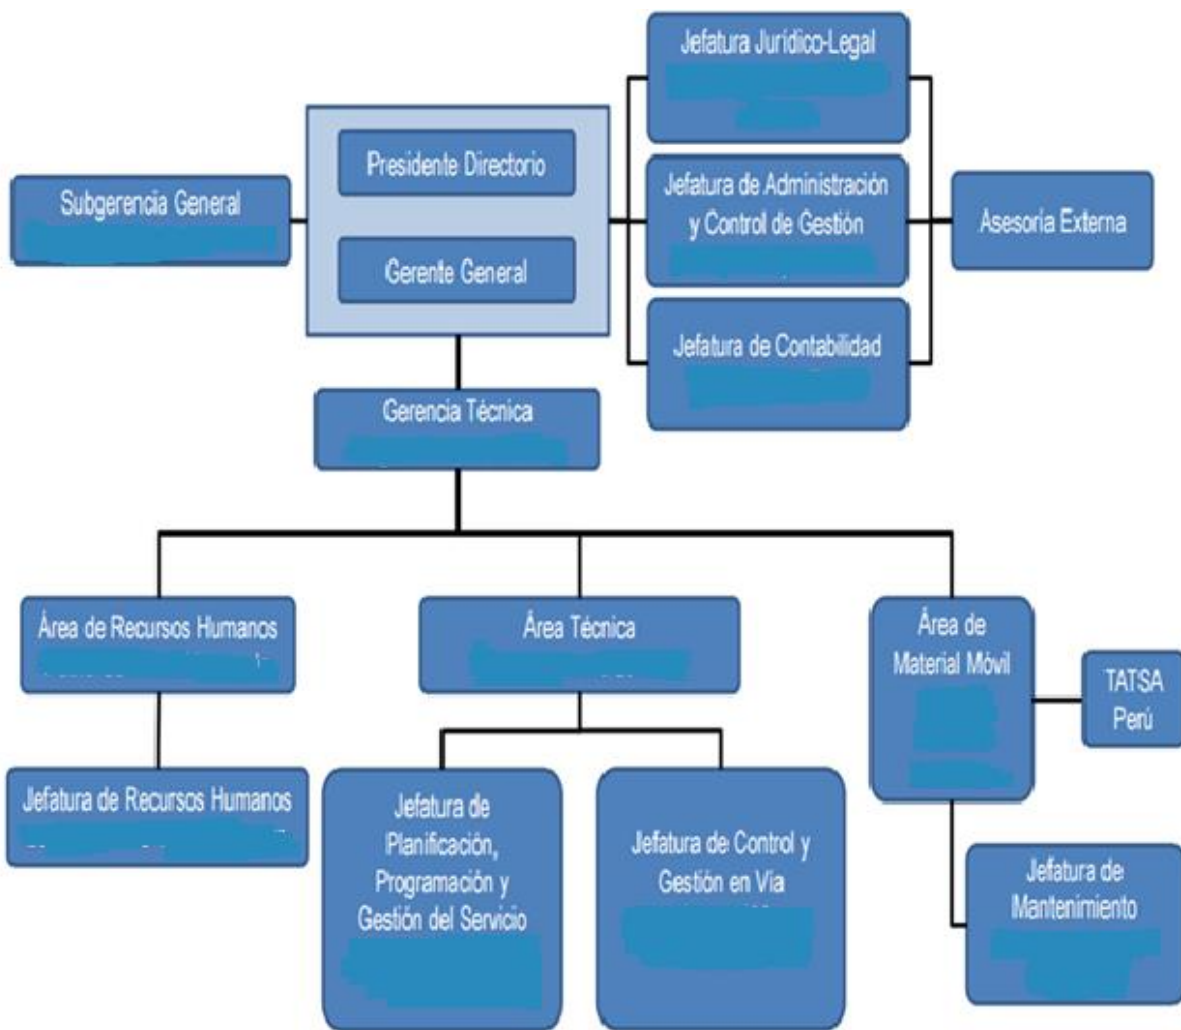 Jefatura Jurídico-Legal
Presidente Directorio
Subgerencia General
Gerente General
Jefatura de Administración
y Control de Gestión
Asesoría Externa
Jefatura de Contabilidad
Gerencia Técnica
Área de Recursos Humanos
Área Técnica
Área de
Material Móvil
TATSA
Perú
Jefatura de Recursos Humanos
Jefatura de
Planificación,
Programación y
Gestión del Servicio
Jefatura de Control y
Gestión en Vía
Jefatura de
Mantenimiento